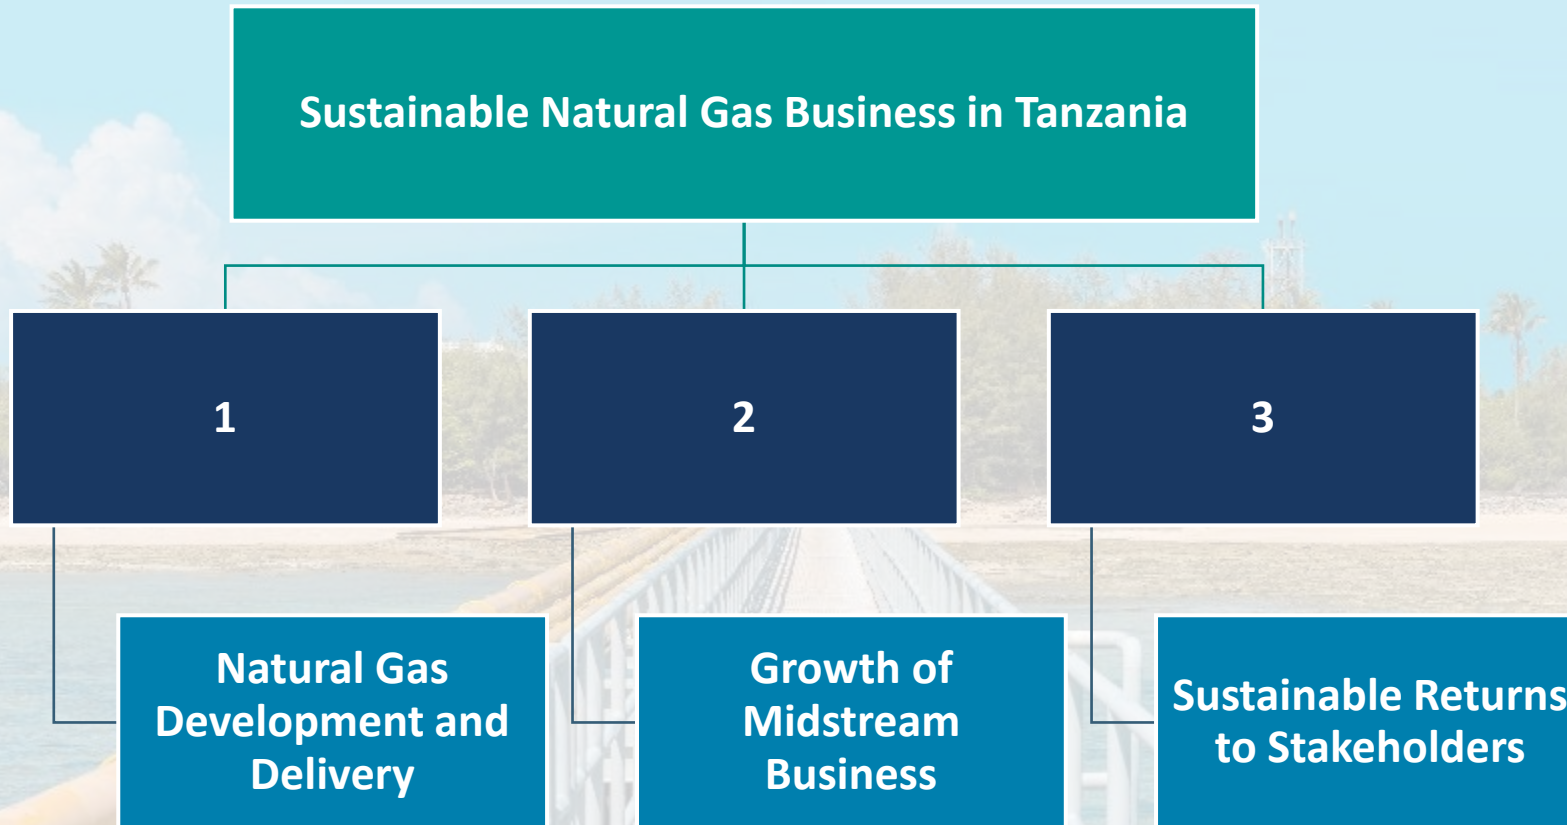 Sustainable Natural Gas Business in Tanzania
1
2
3
Natural Gas
Development and
Delivery
Growth of
Midstream
Business
Sustainable Returns
to Stakeholders